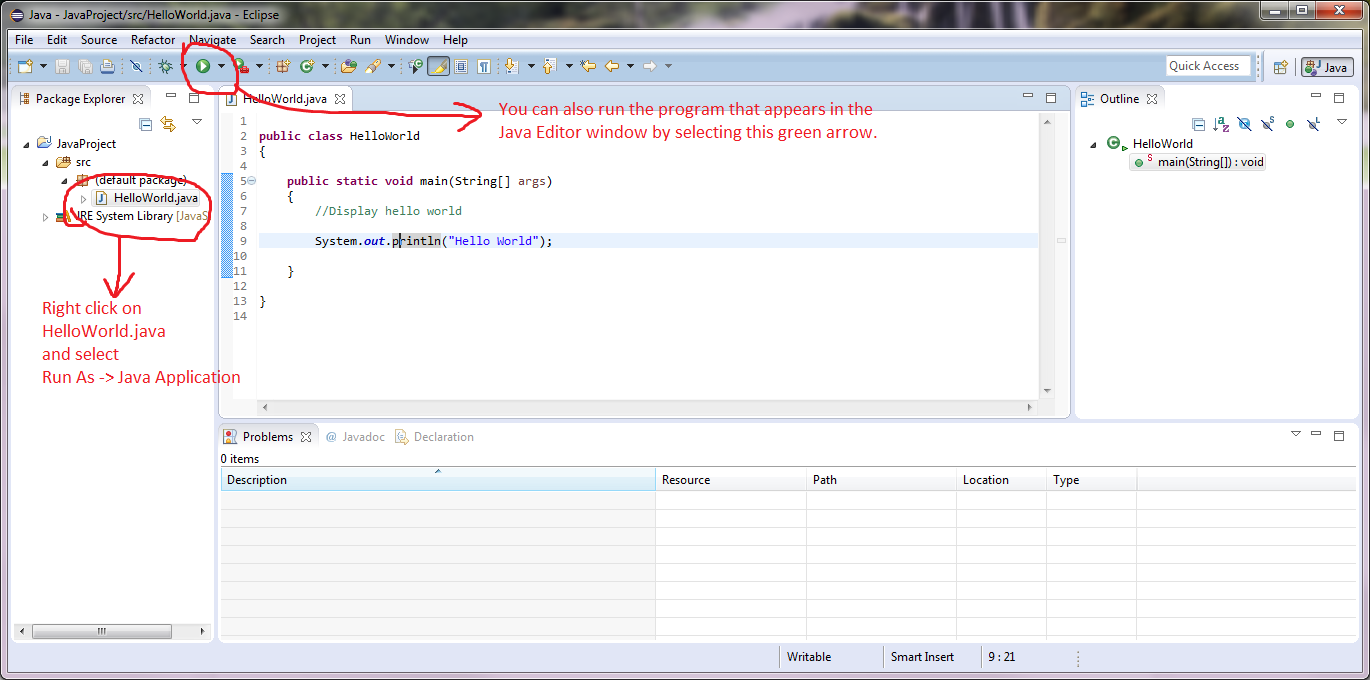 Java - JavaProject/src/HelloWorld.java - Eclipse
File Edit Source Refactor Navigate Search Project Run Window Help
Quick Access
Java
Package Explorer
JavaProject
src
(default package)
HelloWorld.java
JRE System Library [JavaS
Right click on
HelloWorld.java
and select
Run As -> Java Application
HelloWorld.java
You can also run the program that appears in the
Java Editor window by selecting this green arrow.
1
2 public class HelloWorld
3 {
4
5 public static void main(String[] args)
6 {
7 //Display hello world
8
9 System.out.println("Hello World");
10
11 }
12
13 }
14
Outline
HelloWorld
main(String[]) : void
Problems @ Javadoc Declaration
0 items
Description Resource Path Location Type
Writable Smart Insert 9 : 21